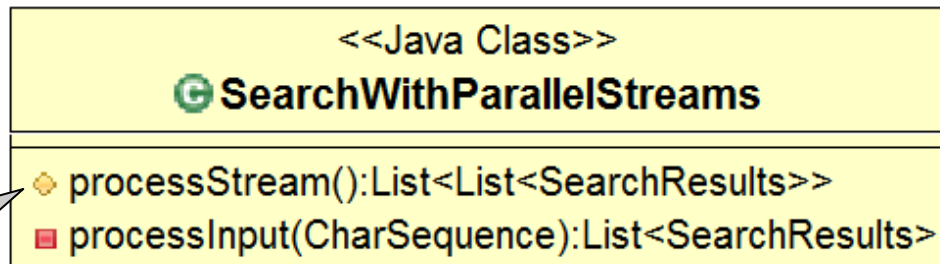 <<Java Class>>
SearchWithParallelStreams
processStream():List<List<SearchResults>>
processInput(CharSequence):List<SearchResults>